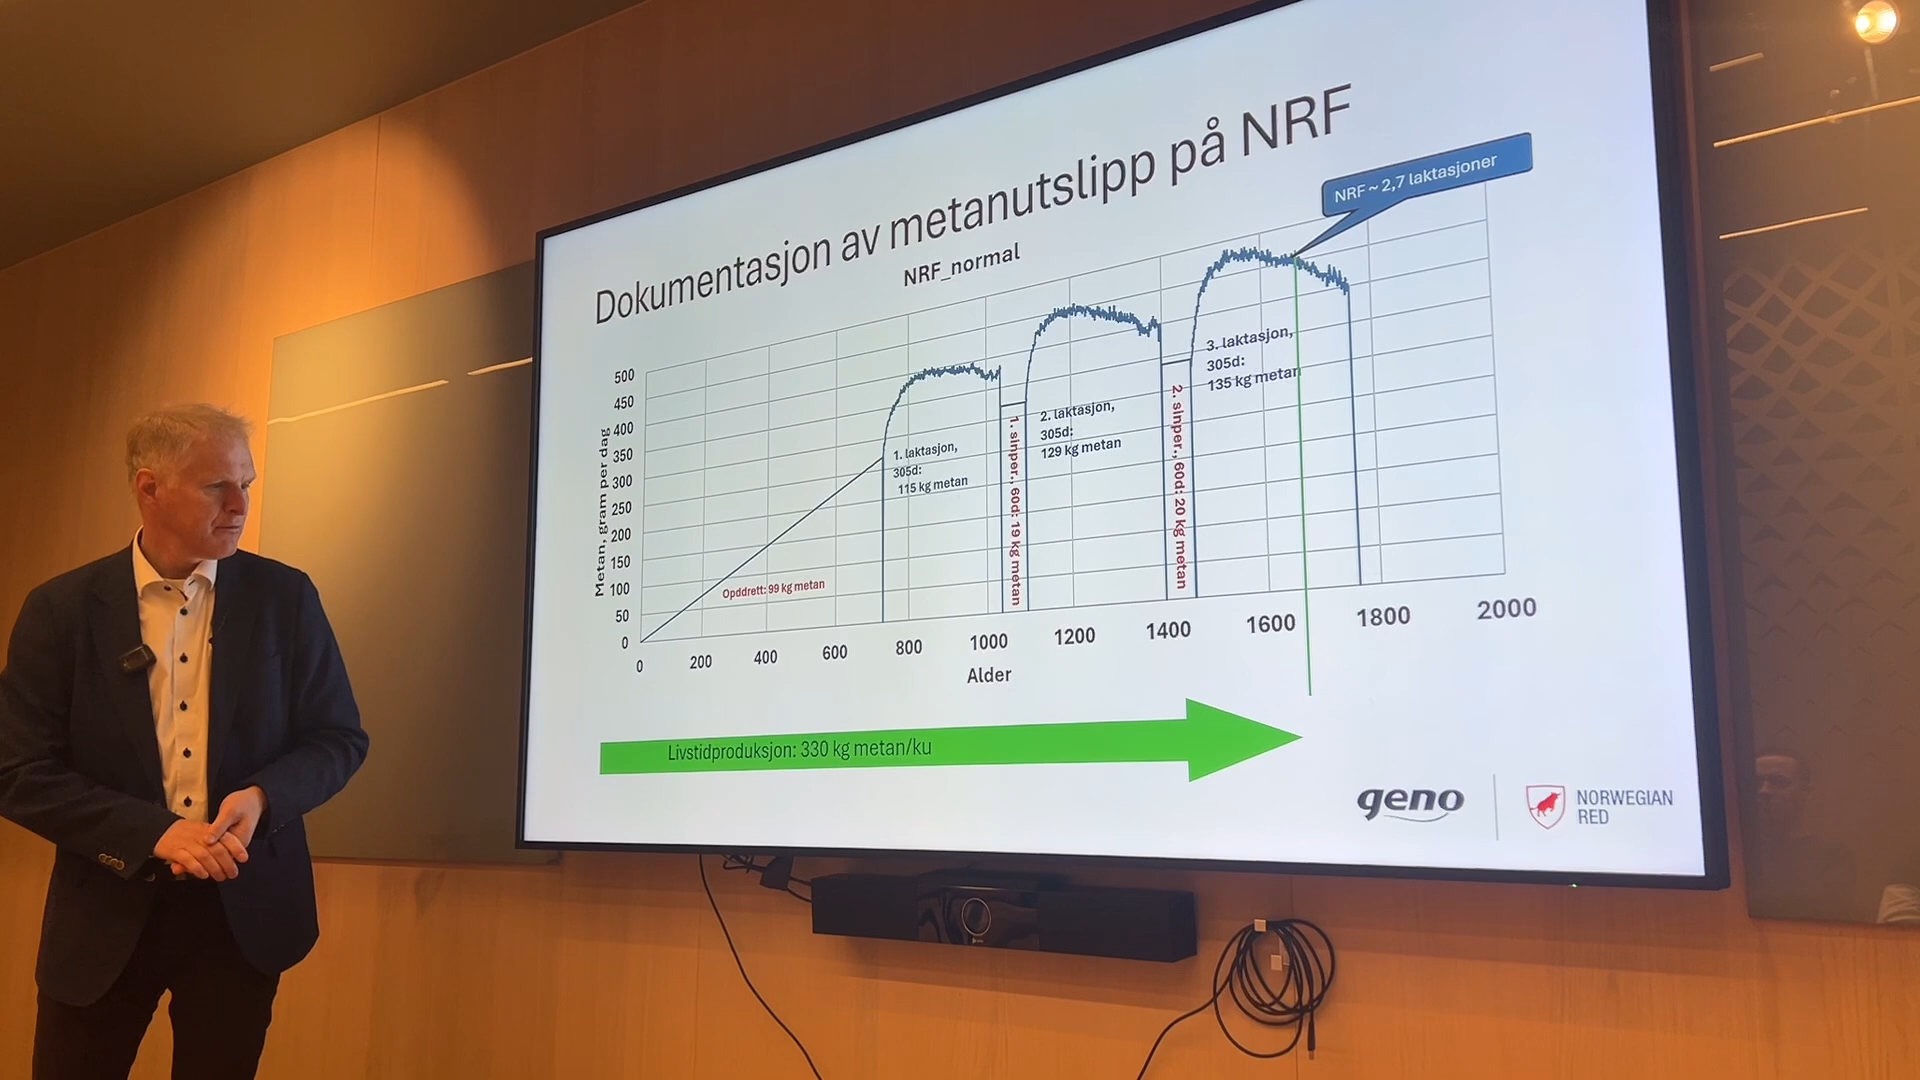 Dokumentasjon av metanutslipp på NRF
NRF ~ 2,7 laktasjoner
NRF_normal
Metan, gram per dag
500
450
400
350
300
250
200
150
100
50
0
Opddrett: 99 kg metan
1. laktasjon,
305d:
115 kg metan
1. sinper., 60d: 19 kg metan
2. laktasjon,
305d:
129 kg metan
2. sinper., 60d: 20 kg metan
3. laktasjon,
305d:
135 kg metan
0 200 400 600 800 1000 1200 1400 1600 1800 2000
Alder
Livstidproduksjon: 330 kg metan/ku
geno
NORWEGIAN
RED